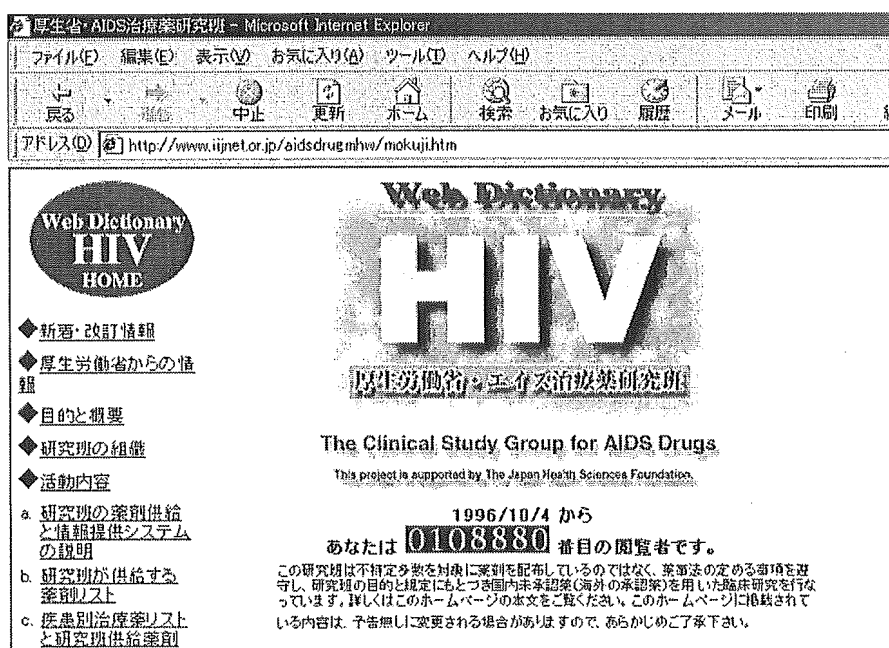 厚生省・AIDS治療薬研究班 - Microsoft Internet Explorer
ファイル(F) 編集(E) 表示(V) お気に入り(A) ツール(T) ヘルプ(H)
戻る 進む 中止 更新 ホーム 検索 お気に入り 履歴 メール 印刷
アドレス(D) http://www.iijnet.or.jp/aidsdrugmhw/mokuji.htm
Web Dictionary
HIV
HOME
◆新着・改訂情報
◆厚生労働省からの情
報
◆目的と概要
◆研究班の組織
◆活動内容
a. 研究班の薬剤供給
と情報提供システム
の説明
b. 研究班が供給する
薬剤リスト
c. 疾患別治療薬リスト
と研究班供給薬剤
Web Dictionary
HIV
厚生労働省・エイズ治療薬研究班
The Clinical Study Group for AIDS Drugs
This project is supported by The Japan Health Sciences Foundation.
1996/10/4 から
あなたは 0108880 番目の閲覧者です。
この研究班は不特定多数を対象に薬剤を配布しているのではなく、薬事法の定める事項を遵
守し、研究班の目的と規定にもとづき国内未承認薬(海外の承認薬)を用いた臨床研究を行な
っています。詳しくはこのホームページの本文をご覧ください。このホームページに掲載されて
いる内容は、予告無しに変更される場合がありますので、あらかじめご了承下さい。